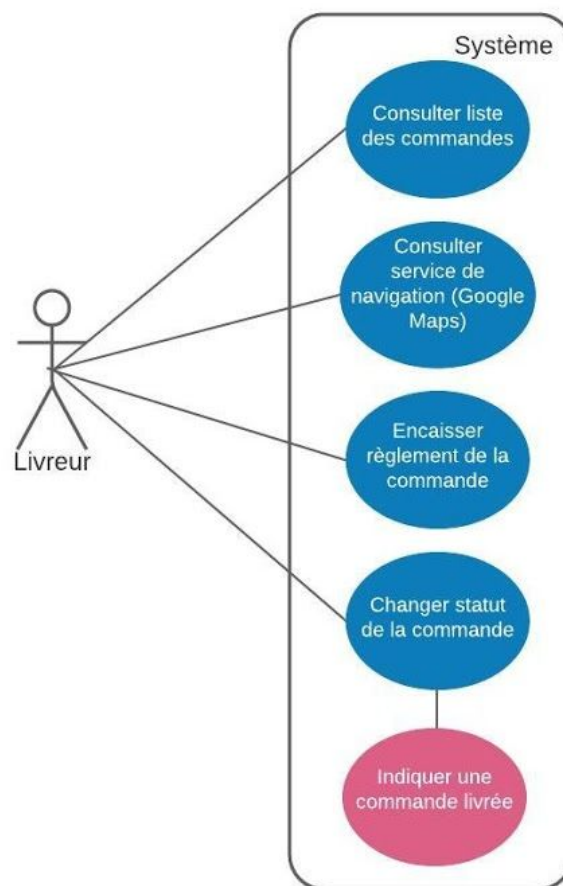 Système
Consulter liste
des commandes
Consulter
service de
navigation (Google
Maps)
Livreur
Encaisser
règlement de la
commande
Changer statut
de la commande
Indiquer une
commande livrée